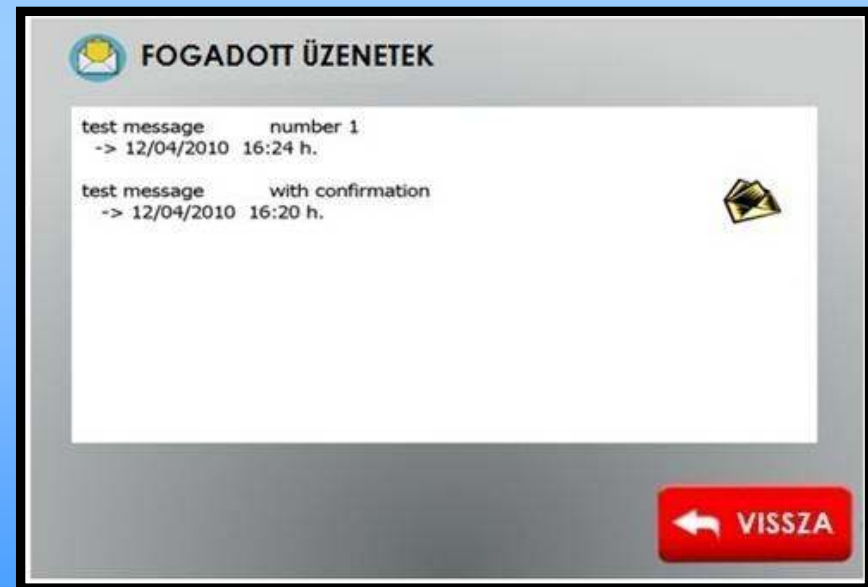 FOGADOTT ÜZENETEK
test message number 1
-> 12/04/2010 16:24 h.
test message with confirmation
-> 12/04/2010 16:20 h.
VISSZA